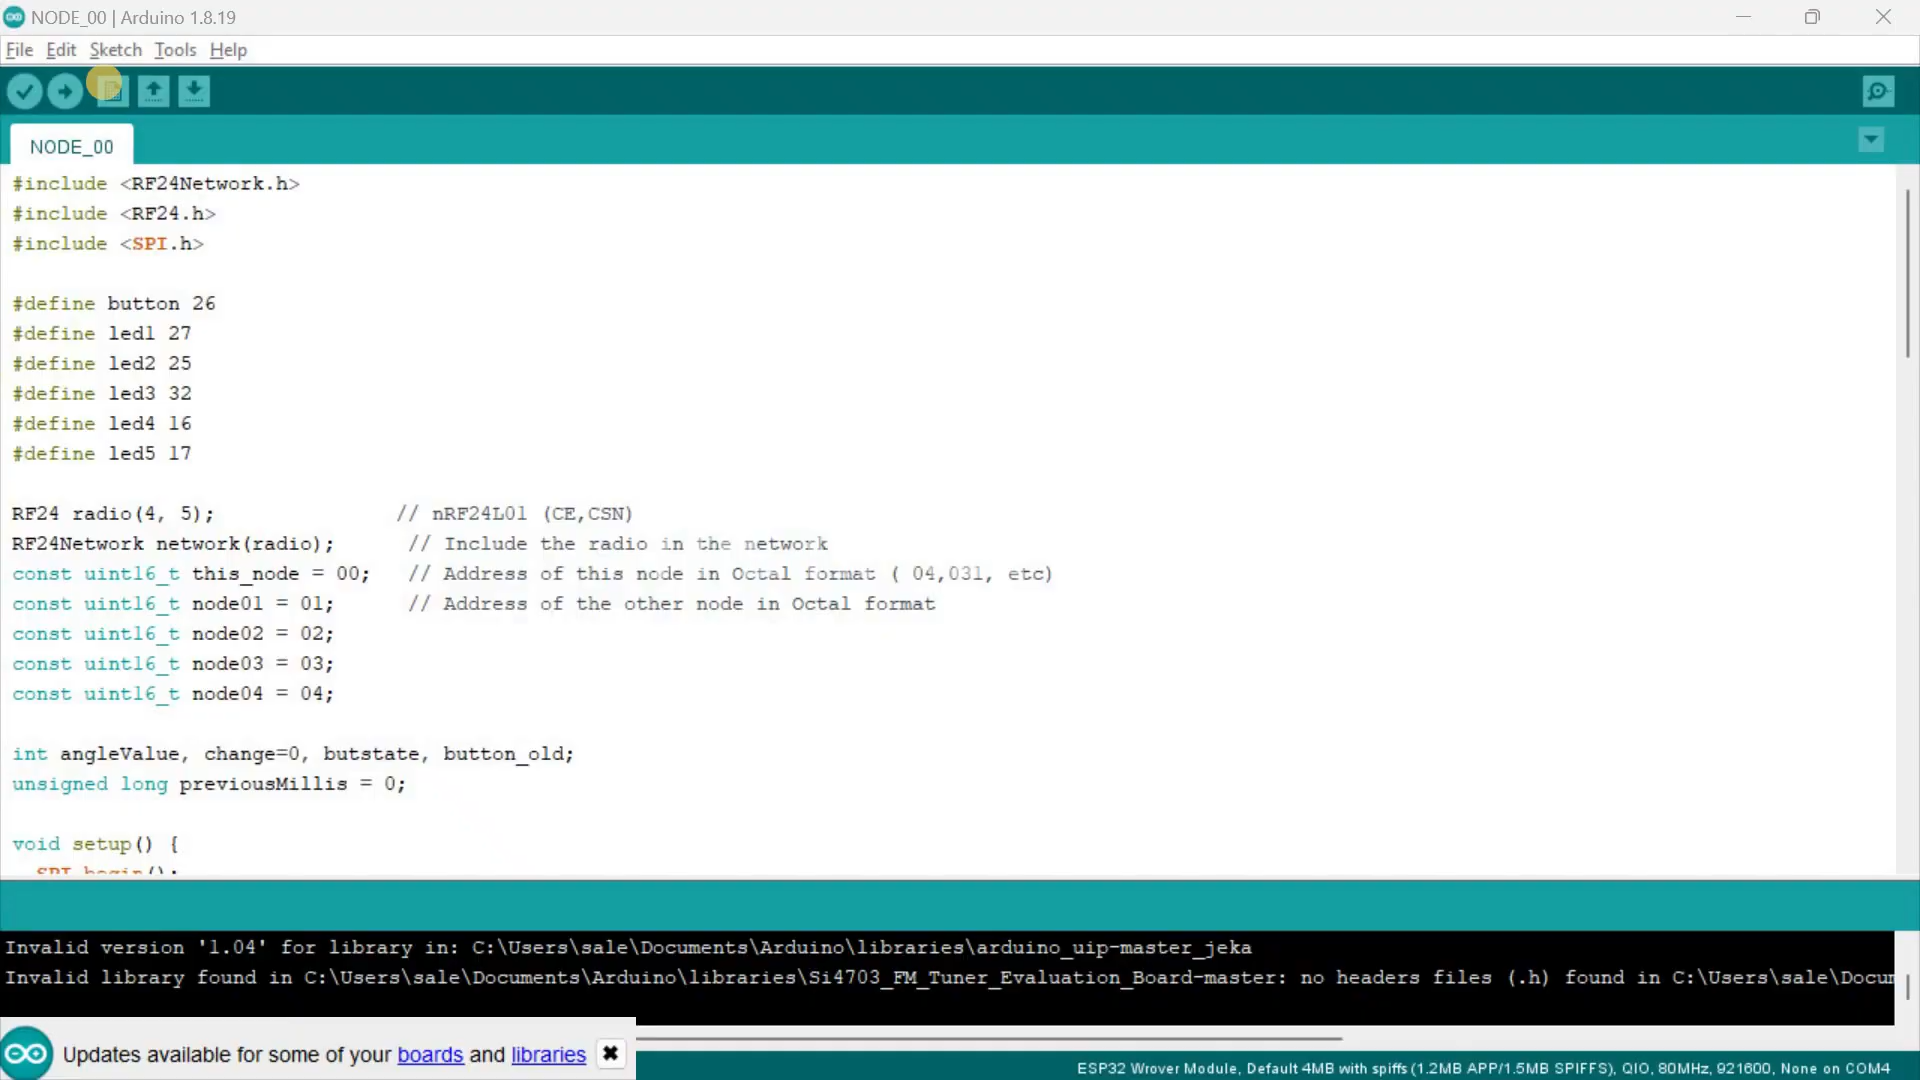 NODE_00 | Arduino 1.8.19
File Edit Sketch Tools Help
NODE_00
#include <RF24Network.h>
#include <RF24.h>
#include <SPI.h>
#define button 26
#define led1 27
#define led2 25
#define led3 32
#define led4 16
#define led5 17
RF24 radio(4, 5); // nRF24L01 (CE,CSN)
RF24Network network(radio); // Include the radio in the network
const uint16_t this_node = 00; // Address of this node in Octal format ( 04,031, etc)
const uint16_t node01 = 01; // Address of the other node in Octal format
const uint16_t node02 = 02;
const uint16_t node03 = 03;
const uint16_t node04 = 04;
int angleValue, change=0, butstate, button_old;
unsigned long previousMillis = 0;
void setup() {
SPI.begin();
Invalid version '1.04' for library in: C:\Users\sale\Documents\Arduino\libraries\arduino_uip-master_jeka
Invalid library found in C:\Users\sale\Documents\Arduino\libraries\Si4703_FM_Tuner_Evaluation_Board-master: no headers files (.h) found in C:\Users\sale\Docum
Updates available for some of your boards and libraries
ESP32 Wrover Module, Default 4MB with spiffs (1.2MB APP/1.5MB SPIFFS), QIO, 80MHz, 921600, None on COM4